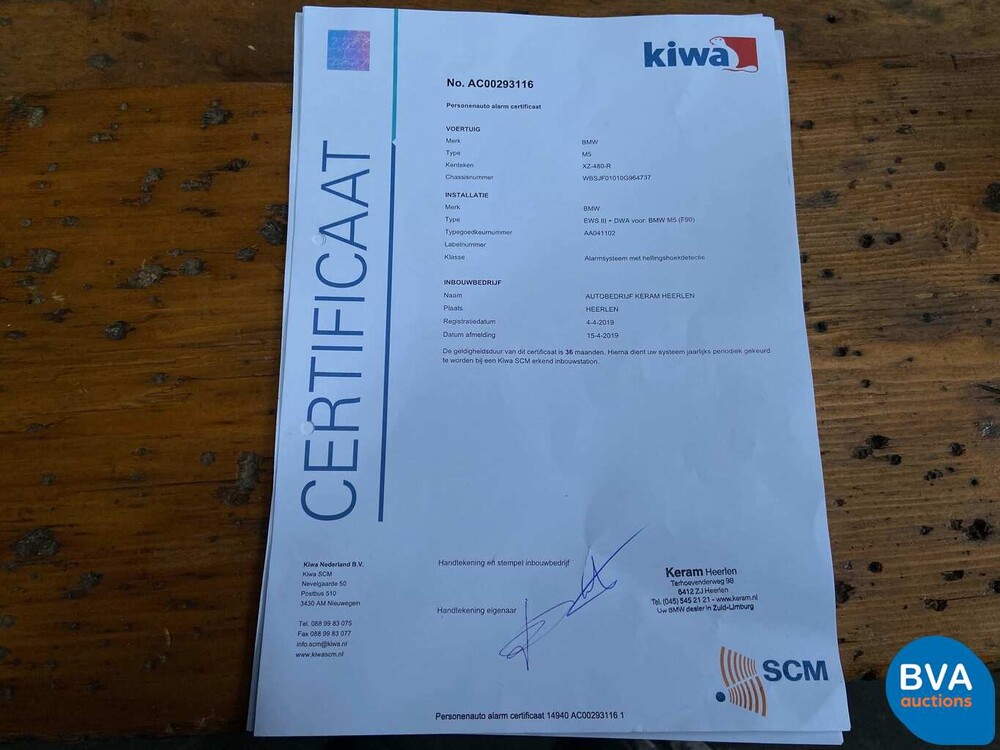 kiwa
No. AC00293116
Personenauto alarm certificaat
CERTIFICAAT
VOERTUIG
Merk BMW
Type M5
Kenteken XZ-480-R
Chassisnummer WBSJF01010G964737
INSTALLATIE
Merk BMW
Type EWS III + DWA voor: BMW M5 (F90)
Typegoedkeurnummer AA041102
Labelnummer
Klasse Alarmsysteem met hellingshoekdetectie
INBOUWBEDRIJF
Naam AUTOBEDRIJF KERAM HEERLEN
Plaats HEERLEN
Registratiedatum 4-4-2019
Datum afmelding 15-4-2019
De geldigheidsduur van dit certificaat is 36 maanden. Hierna dient uw systeem jaarlijks periodiek gekeurd
te worden bij een Kiwa SCM erkend inbouwstation.
Kiwa Nederland B.V.
Kiwa SCM
Nevelgaarde 50
Postbus 510
3430 AM Nieuwegein
Tel. 088 99 83 075
Fax 088 99 83 077
info.scm@kiwa.nl
www.kiwascm.nl
Handtekening en stempel inbouwbedrijf
Handtekening eigenaar
Keram Heerlen
Terhoevenderweg 98
6412 ZJ Heerlen
Tel. (045) 545 21 21 - www.keram.nl
Uw BMW dealer in Zuid-Limburg
SCM
Personenauto alarm certificaat 14940 AC00293116 1
BVA
auctions